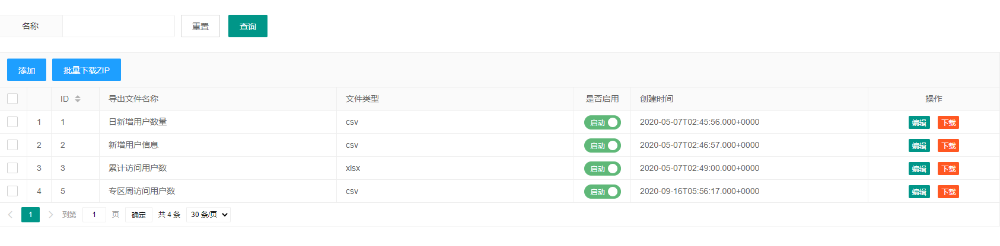 名称 重置 查询
添加 批量下载ZIP
ID 导出文件名称 文件类型 是否启用 创建时间 操作
1 1 日新增用户数量 csv 启动 2020-05-07T02:45:56.000+0000 编辑 下载
2 2 新增用户信息 csv 启动 2020-05-07T02:46:57.000+0000 编辑 下载
3 3 累计访问用户数 xlsx 启动 2020-05-07T02:49:00.000+0000 编辑 下载
4 5 专区周访问用户数 csv 启动 2020-09-16T05:56:17.000+0000 编辑 下载
1 到第 1 页 确定 共 4 条 30 条/页